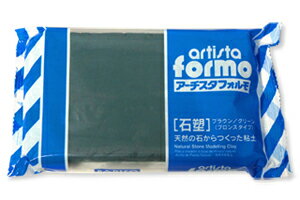 artista
formo
アーチスタフォルモ
[石塑] ブラウン/グリーン
(ブロンズタイプ)
天然の石からつくった粘土
Natural Stone Modeling Clay